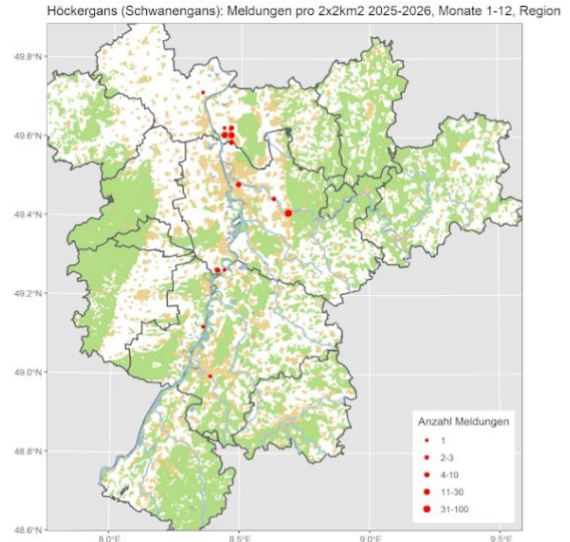 Höckergans (Schwanengans): Meldungen pro 2x2km2 2025-2026, Monate 1-12, Region
49.8°N
49.6°N
49.4°N
49.2°N
49.0°N
48.8°N
48.6°N
8.0°E
8.5°E
9.0°E
9.5°E
Anzahl Meldungen
1
2-3
4-10
11-30
31-100